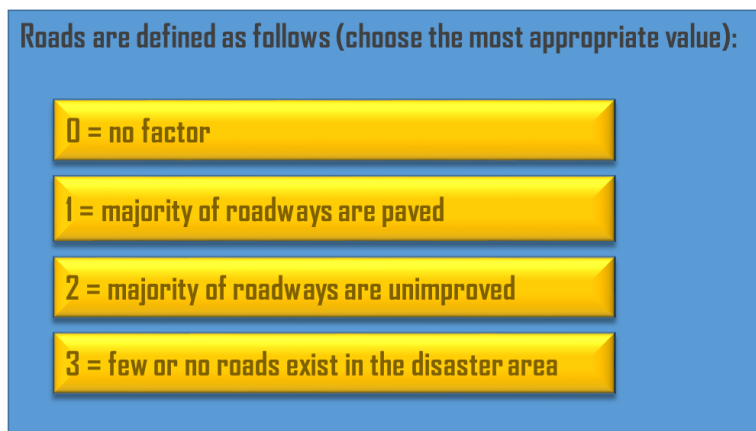 Roads are defined as follows (choose the most appropriate value):
0 = no factor
1 = majority of roadways are paved
2 = majority of roadways are unimproved
3 = few or no roads exist in the disaster area